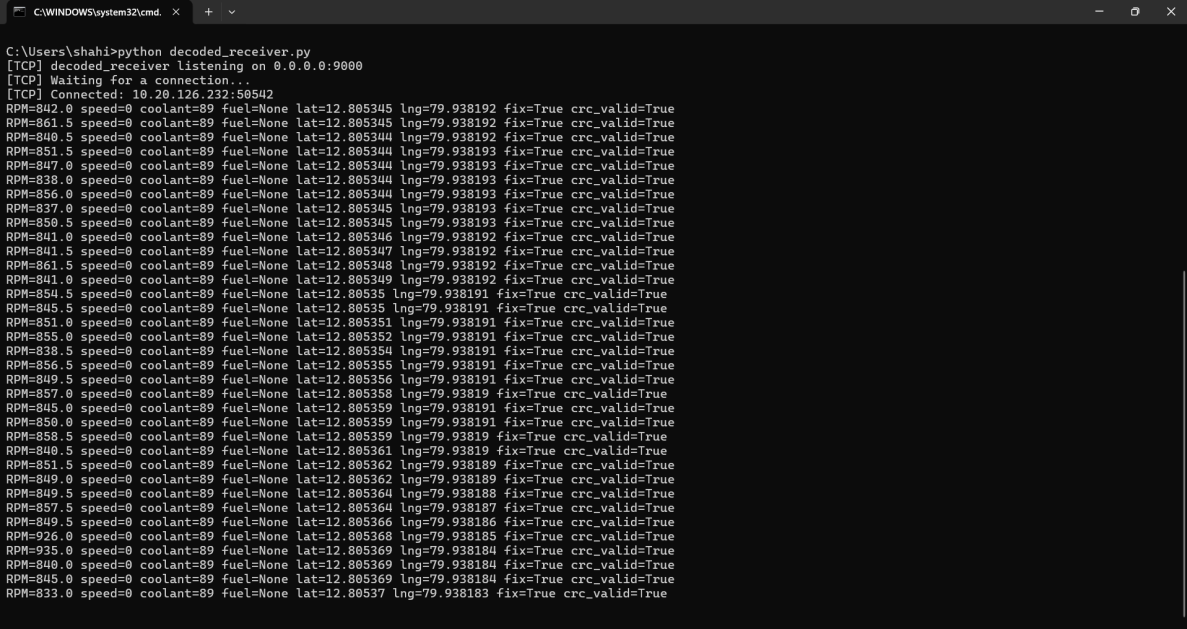 C:\WINDOWS\system32\cmd.
C:\Users\shahi>python decoded_receiver.py
[TCP] decoded_receiver listening on 0.0.0.0:9000
[TCP] Waiting for a connection...
[TCP] Connected: 10.20.126.232:50542
RPM=842.0 speed=0 coolant=89 fuel=None lat=12.805345 lng=79.938192 fix=True crc_valid=True
RPM=861.5 speed=0 coolant=89 fuel=None lat=12.805345 lng=79.938192 fix=True crc_valid=True
RPM=840.5 speed=0 coolant=89 fuel=None lat=12.805344 lng=79.938192 fix=True crc_valid=True
RPM=851.5 speed=0 coolant=89 fuel=None lat=12.805344 lng=79.938193 fix=True crc_valid=True
RPM=847.0 speed=0 coolant=89 fuel=None lat=12.805344 lng=79.938193 fix=True crc_valid=True
RPM=838.0 speed=0 coolant=89 fuel=None lat=12.805344 lng=79.938193 fix=True crc_valid=True
RPM=856.0 speed=0 coolant=89 fuel=None lat=12.805344 lng=79.938193 fix=True crc_valid=True
RPM=837.0 speed=0 coolant=89 fuel=None lat=12.805345 lng=79.938193 fix=True crc_valid=True
RPM=850.5 speed=0 coolant=89 fuel=None lat=12.805345 lng=79.938193 fix=True crc_valid=True
RPM=841.0 speed=0 coolant=89 fuel=None lat=12.805346 lng=79.938192 fix=True crc_valid=True
RPM=841.5 speed=0 coolant=89 fuel=None lat=12.805347 lng=79.938192 fix=True crc_valid=True
RPM=861.5 speed=0 coolant=89 fuel=None lat=12.805348 lng=79.938192 fix=True crc_valid=True
RPM=841.0 speed=0 coolant=89 fuel=None lat=12.805349 lng=79.938192 fix=True crc_valid=True
RPM=854.5 speed=0 coolant=89 fuel=None lat=12.80535 lng=79.938191 fix=True crc_valid=True
RPM=845.5 speed=0 coolant=89 fuel=None lat=12.80535 lng=79.938191 fix=True crc_valid=True
RPM=851.0 speed=0 coolant=89 fuel=None lat=12.805351 lng=79.938191 fix=True crc_valid=True
RPM=855.0 speed=0 coolant=89 fuel=None lat=12.805352 lng=79.938191 fix=True crc_valid=True
RPM=838.5 speed=0 coolant=89 fuel=None lat=12.805354 lng=79.938191 fix=True crc_valid=True
RPM=856.5 speed=0 coolant=89 fuel=None lat=12.805355 lng=79.938191 fix=True crc_valid=True
RPM=849.5 speed=0 coolant=89 fuel=None lat=12.805356 lng=79.938191 fix=True crc_valid=True
RPM=857.0 speed=0 coolant=89 fuel=None lat=12.805358 lng=79.93819 fix=True crc_valid=True
RPM=845.0 speed=0 coolant=89 fuel=None lat=12.805359 lng=79.938191 fix=True crc_valid=True
RPM=850.0 speed=0 coolant=89 fuel=None lat=12.805359 lng=79.938191 fix=True crc_valid=True
RPM=858.5 speed=0 coolant=89 fuel=None lat=12.805359 lng=79.93819 fix=True crc_valid=True
RPM=840.5 speed=0 coolant=89 fuel=None lat=12.805361 lng=79.93819 fix=True crc_valid=True
RPM=851.5 speed=0 coolant=89 fuel=None lat=12.805362 lng=79.938189 fix=True crc_valid=True
RPM=849.0 speed=0 coolant=89 fuel=None lat=12.805362 lng=79.938189 fix=True crc_valid=True
RPM=849.5 speed=0 coolant=89 fuel=None lat=12.805364 lng=79.938188 fix=True crc_valid=True
RPM=857.5 speed=0 coolant=89 fuel=None lat=12.805364 lng=79.938187 fix=True crc_valid=True
RPM=849.5 speed=0 coolant=89 fuel=None lat=12.805366 lng=79.938186 fix=True crc_valid=True
RPM=926.0 speed=0 coolant=89 fuel=None lat=12.805368 lng=79.938185 fix=True crc_valid=True
RPM=935.0 speed=0 coolant=89 fuel=None lat=12.805369 lng=79.938184 fix=True crc_valid=True
RPM=840.0 speed=0 coolant=89 fuel=None lat=12.805369 lng=79.938184 fix=True crc_valid=True
RPM=845.0 speed=0 coolant=89 fuel=None lat=12.805369 lng=79.938184 fix=True crc_valid=True
RPM=833.0 speed=0 coolant=89 fuel=None lat=12.80537 lng=79.938183 fix=True crc_valid=True